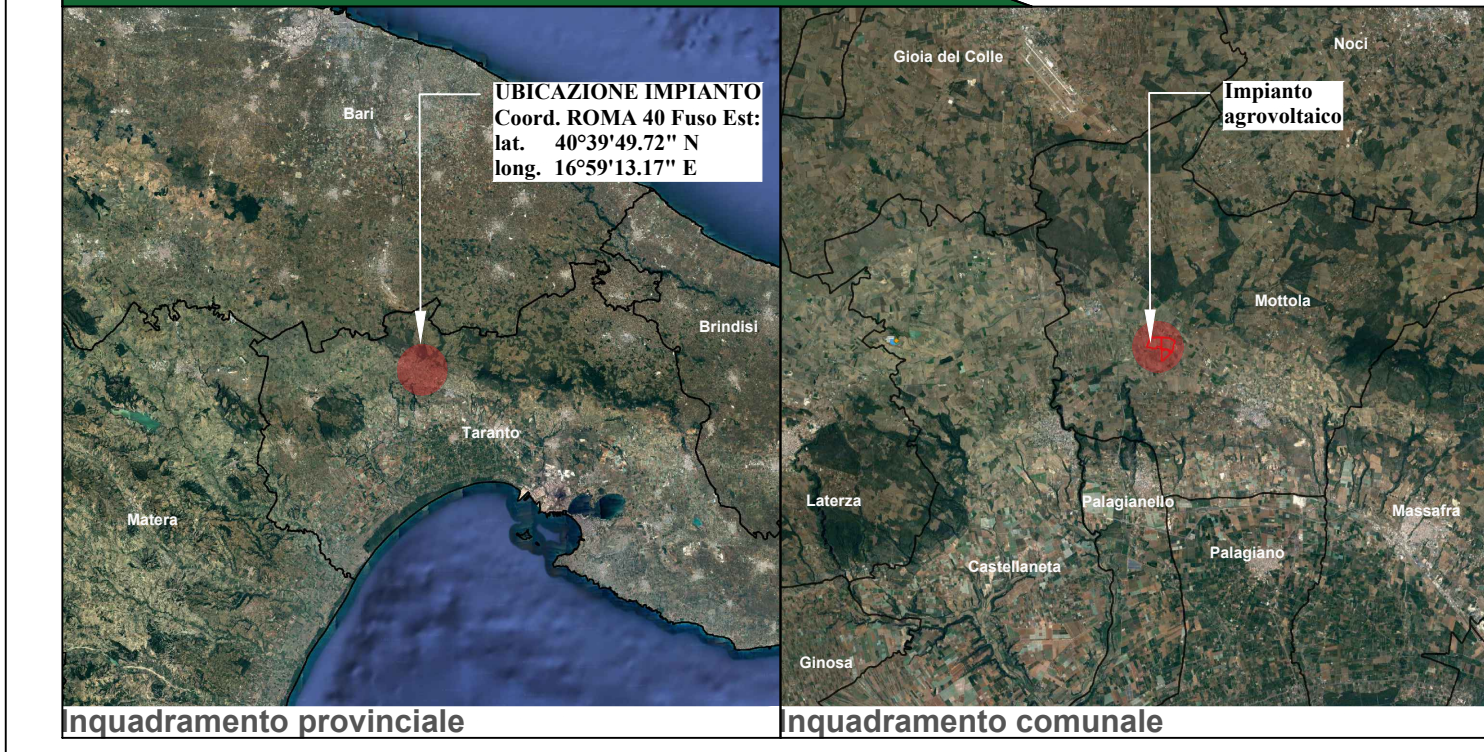 UBICAZIONE IMPIANTO
Coord. ROMA 40 Fuso Est:
lat. 40°39'49.72" N
long. 16°59'13.17" E
Bari
Brindisi
Taranto
Matera
Inquadramento provinciale
Gioia del Colle
Noci
Impianto
agrovoltaico
Mottola
Laterza
Palagianello
Massafra
Palagiano
Castellaneta
Ginosa
Inquadramento comunale